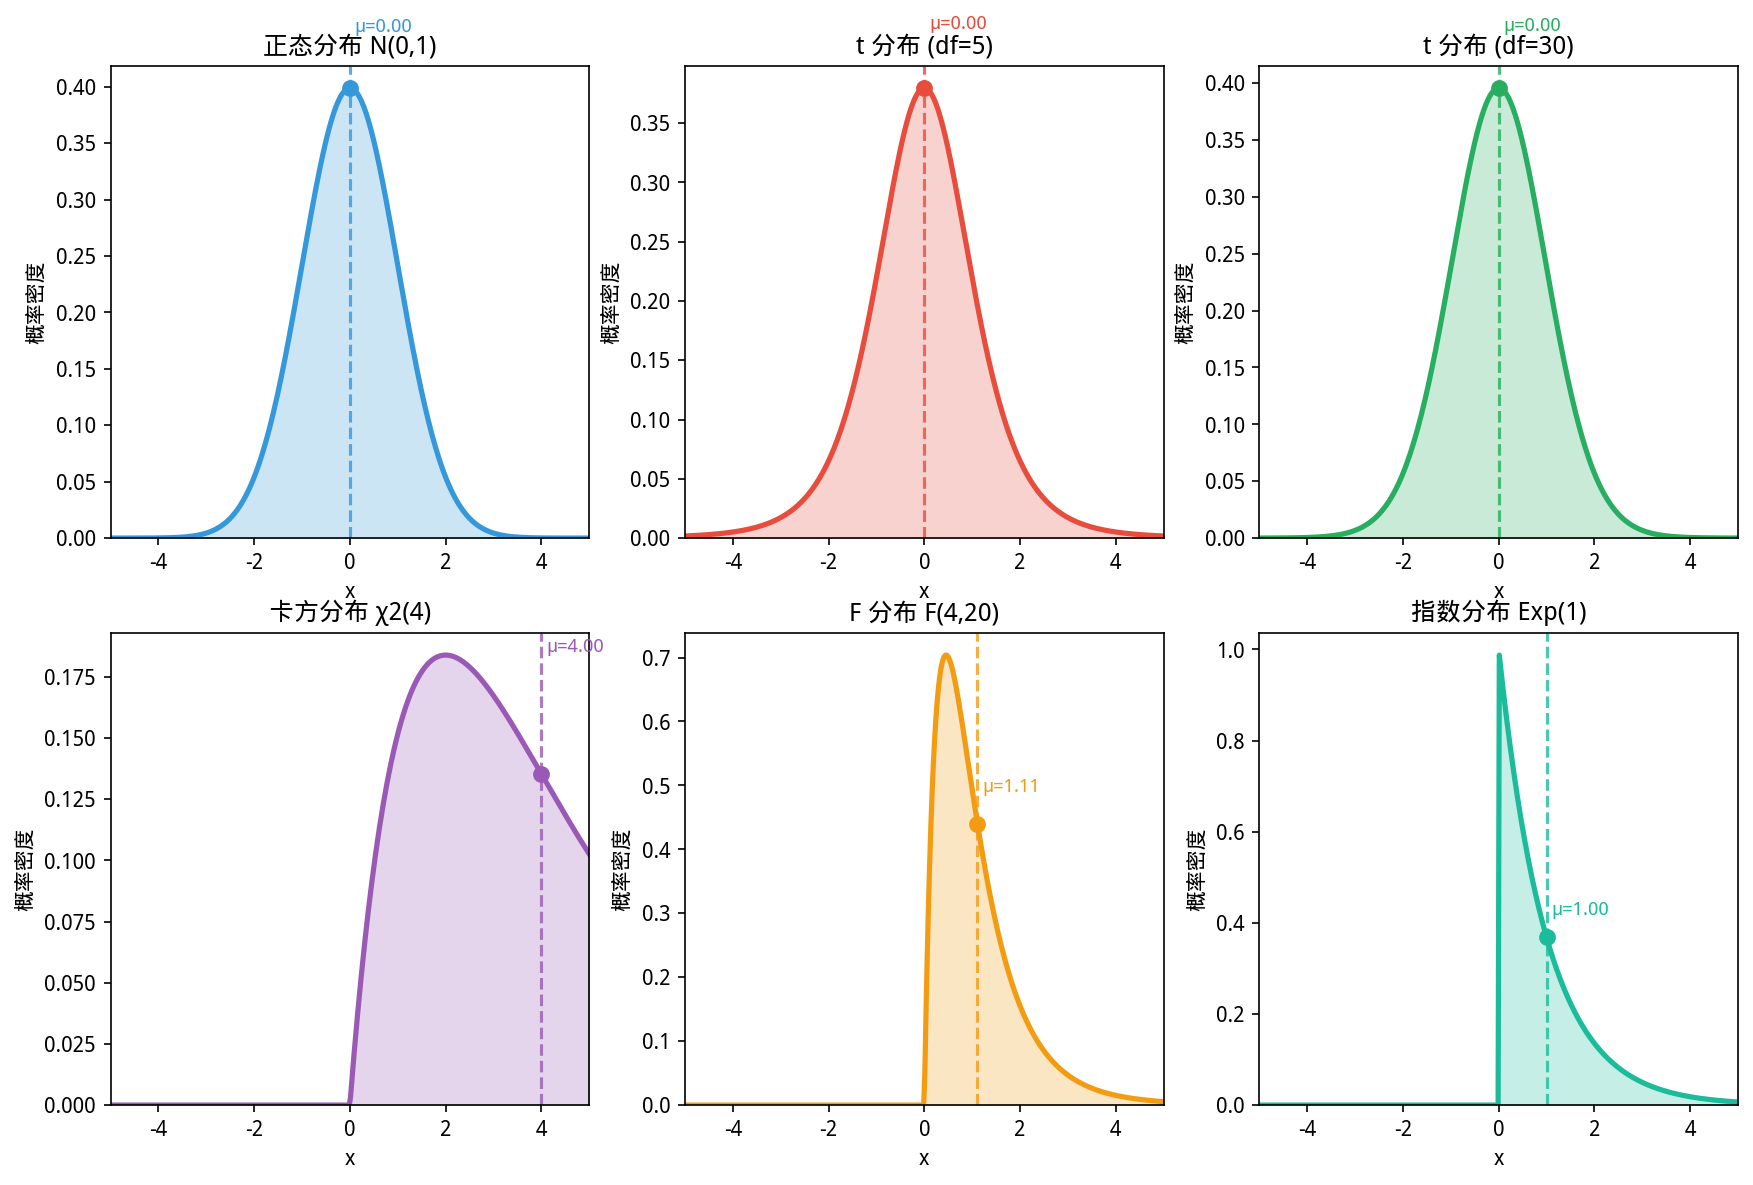 μ=0.00
正态分布 N(0,1)
概率密度
0.40
0.35
0.30
0.25
0.20
0.15
0.10
0.05
0.00
-4 -2 0 2 4
x
μ=0.00
t 分布 (df=5)
概率密度
0.35
0.30
0.25
0.20
0.15
0.10
0.05
0.00
-4 -2 0 2 4
x
μ=0.00
t 分布 (df=30)
概率密度
0.40
0.35
0.30
0.25
0.20
0.15
0.10
0.05
0.00
-4 -2 0 2 4
x
卡方分布 χ2(4)
μ=4.00
概率密度
0.175
0.150
0.125
0.100
0.075
0.050
0.025
0.000
-4 -2 0 2 4
x
F 分布 F(4,20)
μ=1.11
概率密度
0.7
0.6
0.5
0.4
0.3
0.2
0.1
0.0
-4 -2 0 2 4
x
指数分布 Exp(1)
μ=1.00
概率密度
1.0
0.8
0.6
0.4
0.2
0.0
-4 -2 0 2 4
x